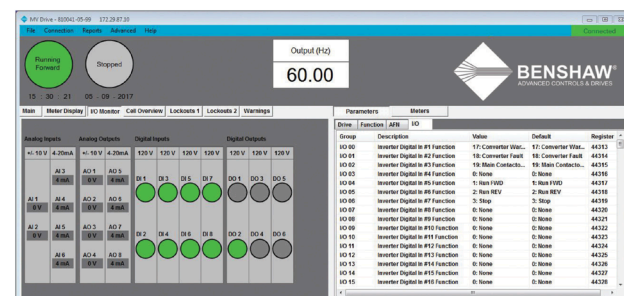 MV Drive - 810041-05-S9 172.29.87.10
File Connection Reports Advanced Help
Connected
Running Forward
Stopped
Output (Hz)
60.00
BENSHAW®
ADVANCED CONTROLS & DRIVES
15 : 30 : 21 05 - 09 - 2017
Main Meter Display I/O Monitor Cell Overview Lockouts 1 Lockouts 2 Warnings
Parameters Meters
Drive Function AFN I/O
Analog Inputs Analog Outputs Digital Inputs Digital Outputs
+/- 10 V 4-20mA +/- 10 V 4-20mA 120 V 120 V 120 V 120 V 120 V 120 V 120 V
AI 3 AO 1 AO 5
4 mA 0 V 4 mA
DI 1 DI 3 DI 5 DI 7 DO 1 DO 3 DO 5
AI 1 AI 4 AO 2 AO 6
0 V 4 mA 0 V 4 mA
AI 2 AI 5 AO 3 AO 7
0 V 4 mA 0 V 4 mA
DI 2 DI 4 DI 6 DI 8 DO 2 DO 4 DO 6
AI 6 AO 4 AO 8
4 mA 0 V 4 mA
Group Description Value Default Register
I/O 00 Inverter Digital In #1 Function 17: Converter War... 17: Converter War... 44313
I/O 01 Inverter Digital In #2 Function 18: Converter Fault 18: Converter Fault 44314
I/O 02 Inverter Digital In #3 Function 19: Main Contacto... 19: Main Contacto... 44315
I/O 03 Inverter Digital In #4 Function 0: None 0: None 44316
I/O 04 Inverter Digital In #5 Function 1: Run FWD 1: Run FWD 44317
I/O 05 Inverter Digital In #6 Function 2: Run REV 2: Run REV 44318
I/O 06 Inverter Digital In #7 Function 3: Stop 3: Stop 44319
I/O 07 Inverter Digital In #8 Function 0: None 0: None 44320
I/O 08 Inverter Digital In #9 Function 0: None 0: None 44321
I/O 09 Inverter Digital In #10 Function 0: None 0: None 44322
I/O 10 Inverter Digital In #11 Function 0: None 0: None 44323
I/O 11 Inverter Digital In #12 Function 0: None 0: None 44324
I/O 12 Inverter Digital In #13 Function 0: None 0: None 44325
I/O 13 Inverter Digital In #14 Function 0: None 0: None 44326
I/O 14 Inverter Digital In #15 Function 0: None 0: None 44327
I/O 15 Inverter Digital In #16 Function 0: None 0: None 44328